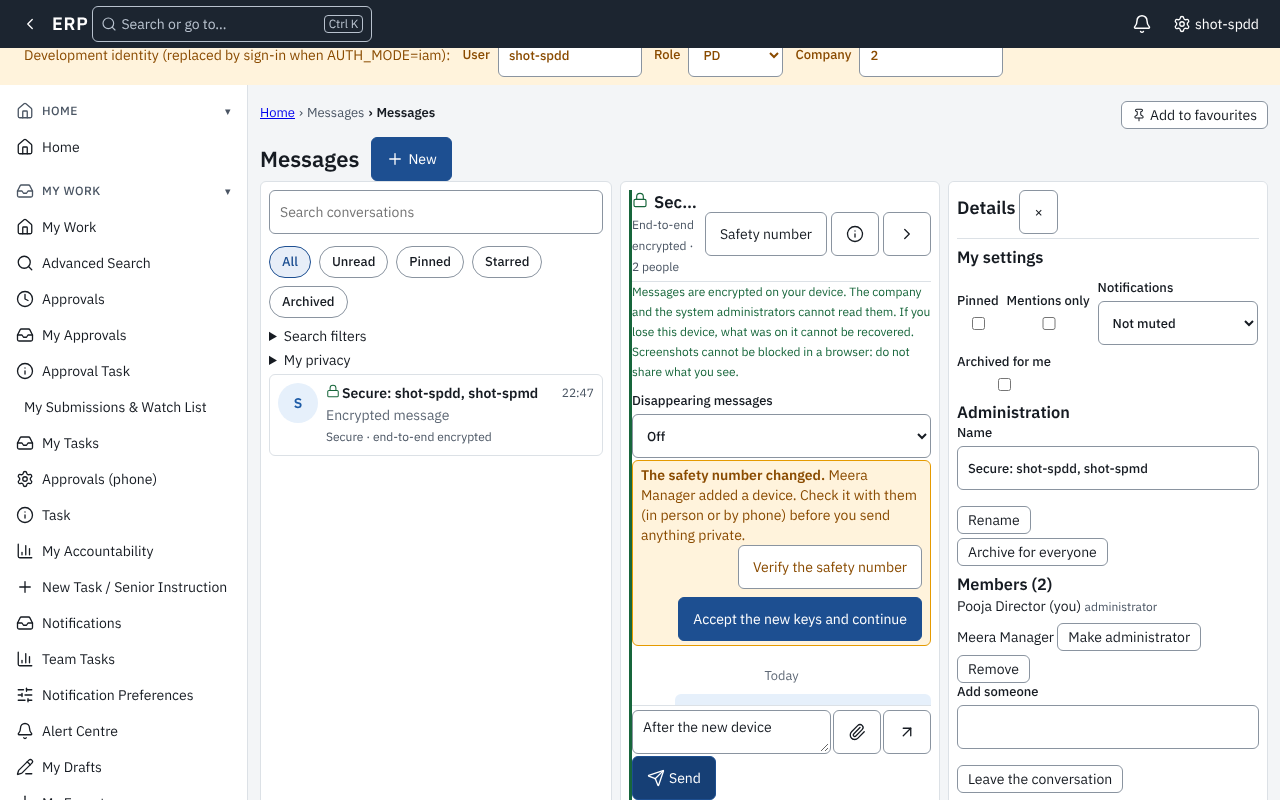 ERP
Search or go to...
Ctrl K
shot-spdd
Development identity (replaced by sign-in when AUTH_MODE=iam):
User
shot-spdd
Role
PD
Company
2
HOME
Home
MY WORK
My Work
Advanced Search
Approvals
My Approvals
Approval Task
My Submissions & Watch List
My Tasks
Approvals (phone)
Task
My Accountability
New Task / Senior Instruction
Notifications
Team Tasks
Notification Preferences
Alert Centre
My Drafts
Home › Messages › Messages
Add to favourites
Messages
New
Search conversations
All
Unread
Pinned
Starred
Archived
Search filters
My privacy
S
Secure: shot-spdd, shot-spmd
22:47
Encrypted message
Secure · end-to-end encrypted
Sec...
End-to-end
encrypted ·
2 people
Safety number
Messages are encrypted on your device. The company
and the system administrators cannot read them. If you
lose this device, what was on it cannot be recovered.
Screenshots cannot be blocked in a browser: do not
share what you see.
Disappearing messages
Off
The safety number changed. Meera
Manager added a device. Check it with them
(in person or by phone) before you send
anything private.
Verify the safety number
Accept the new keys and continue
Today
After the new device
Send
Details
×
My settings
Pinned
Mentions only
Notifications
Not muted
Archived for me
Administration
Name
Secure: shot-spdd, shot-spmd
Rename
Archive for everyone
Members (2)
Pooja Director (you) administrator
Meera Manager
Make administrator
Remove
Add someone
Leave the conversation